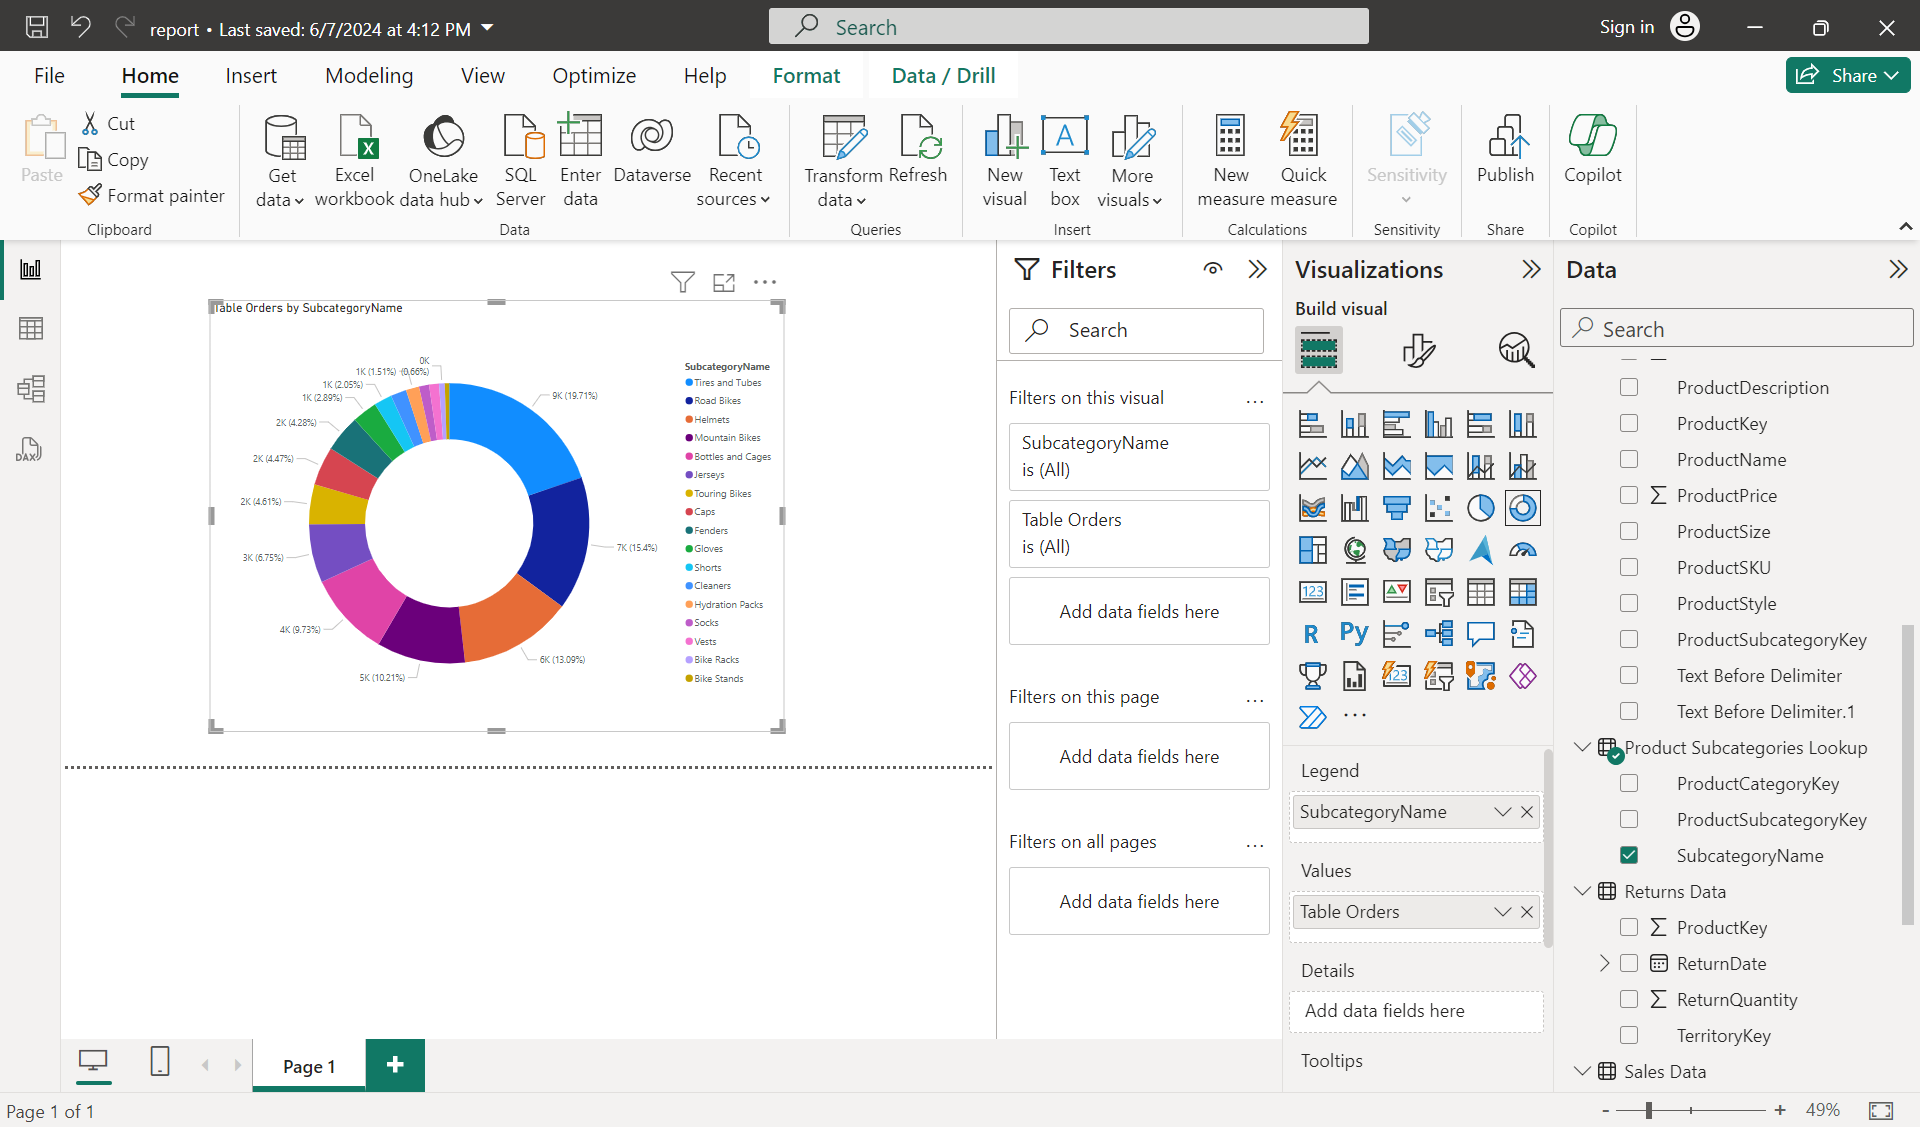 report • Last saved: 6/7/2024 at 4:12 PM
Search
Sign in
File
Home
Insert
Modeling
View
Optimize
Help
Format
Data / Drill
Share
Paste
Cut
Copy
Format painter
Clipboard
Get data
Excel workbook
OneLake data hub
SQL Server
Enter data
Dataverse
Recent sources
Data
Transform data
Refresh
Queries
New visual
Text box
More visuals
Insert
New measure
Quick measure
Calculations
Sensitivity
Sensitivity
Publish
Share
Copilot
Copilot
DAX
Table Orders by SubcategoryName
0K
1K (1.51%)
(0.66%)
1K (2.05%)
1K (2.89%)
2K (4.28%)
2K (4.47%)
2K (4.61%)
3K (6.75%)
4K (9.73%)
5K (10.21%)
6K (13.09%)
7K (15.4%)
9K (19.71%)
SubcategoryName
Tires and Tubes
Road Bikes
Helmets
Mountain Bikes
Bottles and Cages
Jerseys
Touring Bikes
Caps
Fenders
Gloves
Shorts
Cleaners
Hydration Packs
Socks
Vests
Bike Racks
Bike Stands
Filters
Search
Filters on this visual
SubcategoryName
is (All)
Table Orders
is (All)
Add data fields here
Filters on this page
Add data fields here
Filters on all pages
Add data fields here
Visualizations
Build visual
123
R
Py
123
Legend
SubcategoryName
Values
Table Orders
Details
Add data fields here
Tooltips
Data
Search
ProductDescription
ProductKey
ProductName
ProductPrice
ProductSize
ProductSKU
ProductStyle
ProductSubcategoryKey
Text Before Delimiter
Text Before Delimiter.1
Product Subcategories Lookup
ProductCategoryKey
ProductSubcategoryKey
SubcategoryName
Returns Data
ProductKey
ReturnDate
ReturnQuantity
TerritoryKey
Sales Data
Page 1
Page 1 of 1
49%